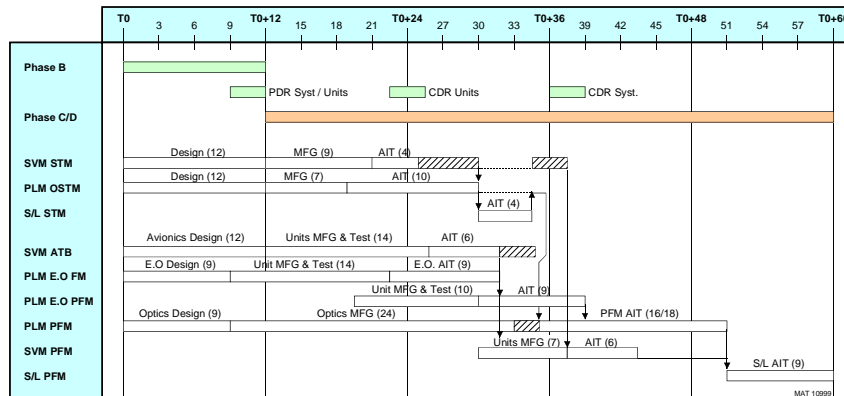 T0 T0+12 T0+24 T0+36 T0+48 T0+60
3 6 9 15 18 21 27 30 33 39 42 45 51 54 57
Phase B
PDR Syst / Units CDR Units CDR Syst.
Phase C/D
Design (12) MFG (9) AIT (4)
SVM STM
Design (12) MFG (7) AIT (10)
PLM OSTM
AIT (4)
S/L STM
Avionics Design (12) Units MFG & Test (14) AIT (6)
SVM ATB
E.O Design (9) Unit MFG & Test (14) E.O. AIT (9)
PLM E.O FM
Unit MFG & Test (10) AIT (9)
PLM E.O PFM
Optics Design (9) Optics MFG (24) PFM AIT (16/18)
PLM PFM
Units MFG (7) AIT (6)
SVM PFM
S/L AIT (9)
S/L PFM
MAT 10999